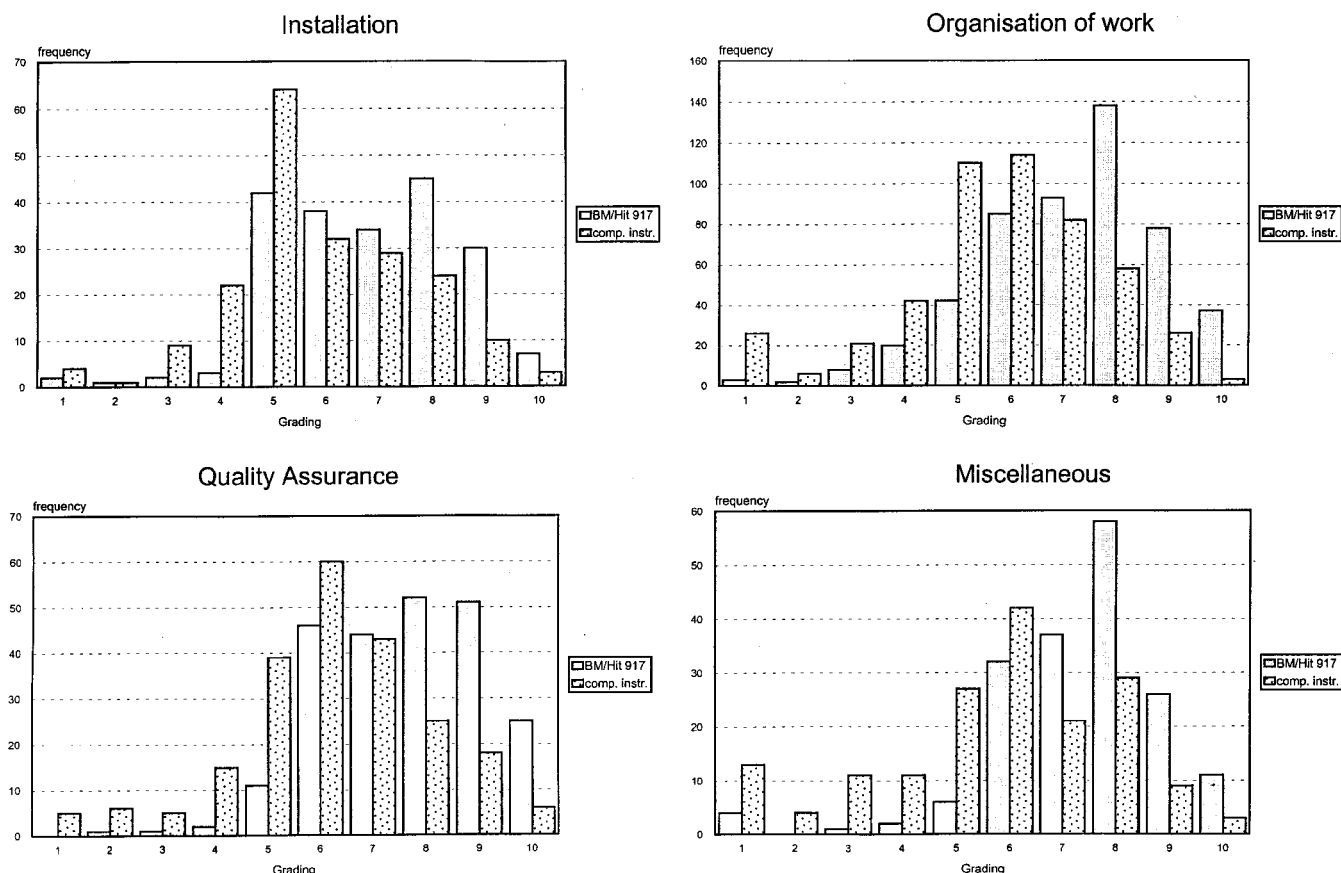 Installation
frequency
70
60
50
40
30
20
10
0
1 2 3 4 5 6 7 8 9 10
Grading
BM/Hit 917
comp. instr.
Organisation of work
frequency
160
140
120
100
80
60
40
20
0
1 2 3 4 5 6 7 8 9 10
Grading
BM/Hit 917
comp. instr.
Quality Assurance
frequency
70
60
50
40
30
20
10
0
1 2 3 4 5 6 7 8 9 10
Grading
BM/Hit 917
comp. instr.
Miscellaneous
frequency
60
50
40
30
20
10
0
1 2 3 4 5 6 7 8 9 10
Grading
BM/Hit 917
comp. instr.